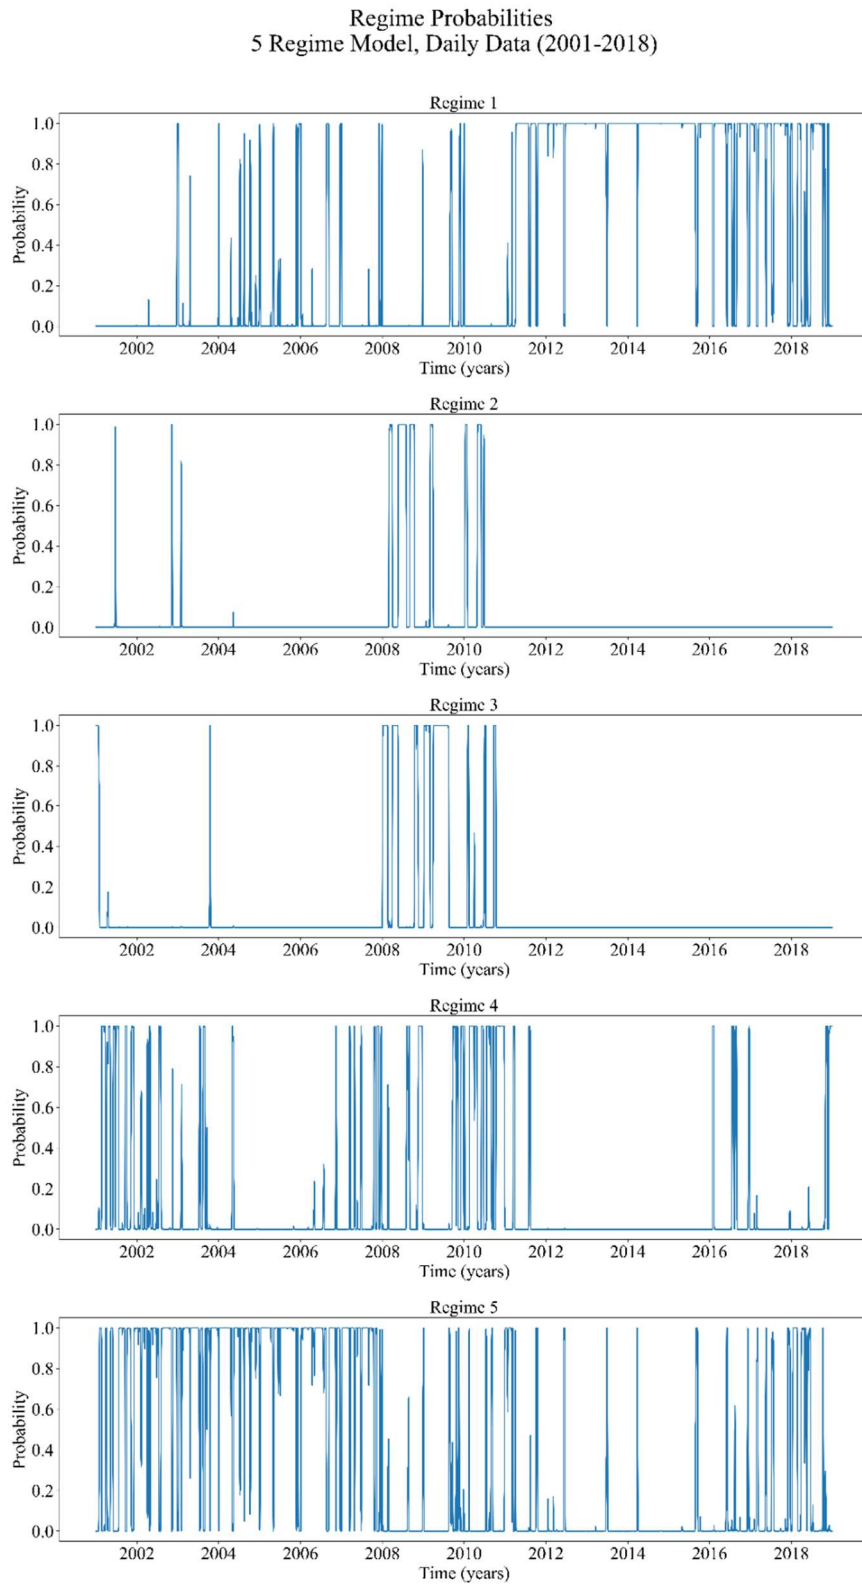 Regime Probabilities
5 Regime Model, Daily Data (2001-2018)
Regime 1
1.0
0.8
0.6
0.4
0.2
0.0
Probability
2002 2004 2006 2008 2010 2012 2014 2016 2018
Time (years)
Regime 2
1.0
0.8
0.6
0.4
0.2
0.0
Probability
2002 2004 2006 2008 2010 2012 2014 2016 2018
Time (years)
Regime 3
1.0
0.8
0.6
0.4
0.2
0.0
Probability
2002 2004 2006 2008 2010 2012 2014 2016 2018
Time (years)
Regime 4
1.0
0.8
0.6
0.4
0.2
0.0
Probability
2002 2004 2006 2008 2010 2012 2014 2016 2018
Time (years)
Regime 5
1.0
0.8
0.6
0.4
0.2
0.0
Probability
2002 2004 2006 2008 2010 2012 2014 2016 2018
Time (years)